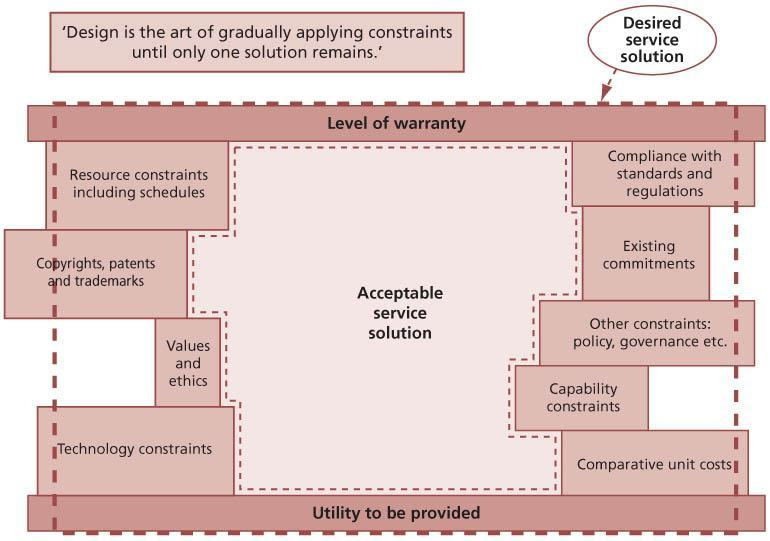 ‘Design is the art of gradually applying constraints
until only one solution remains.’
Desired
service
solution
Level of warranty
Resource constraints
including schedules
Copyrights, patents
and trademarks
Values
and
ethics
Technology constraints
Acceptable
service
solution
Compliance with
standards and
regulations
Existing
commitments
Other constraints:
policy, governance etc.
Capability
constraints
Comparative unit costs
Utility to be provided